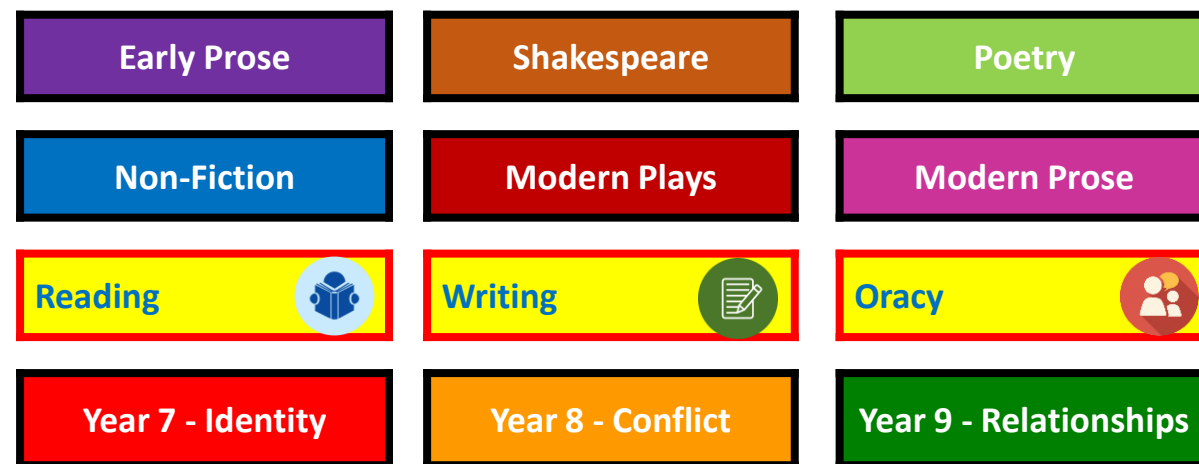 Early Prose
Shakespeare
Poetry
Non-Fiction
Modern Plays
Modern Prose
Reading
Writing
Oracy
Year 7 - Identity
Year 8 - Conflict
Year 9 - Relationships